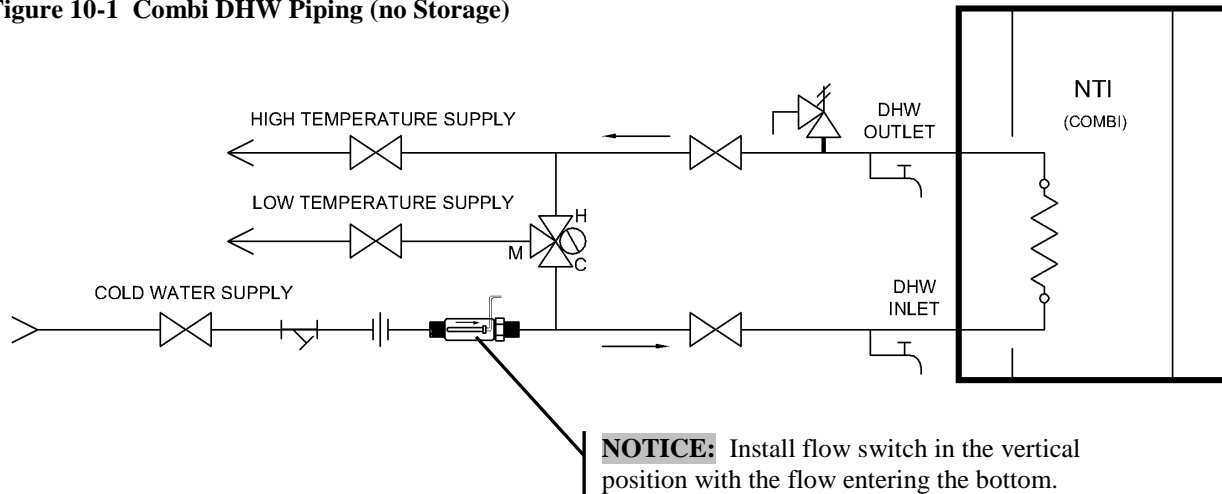 Figure 10-1 Combi DHW Piping (no Storage)
NTI
(COMBI)
DHW
OUTLET
HIGH TEMPERATURE SUPPLY
LOW TEMPERATURE SUPPLY
H
M
C
COLD WATER SUPPLY
DHW
INLET
NOTICE: Install flow switch in the vertical
position with the flow entering the bottom.